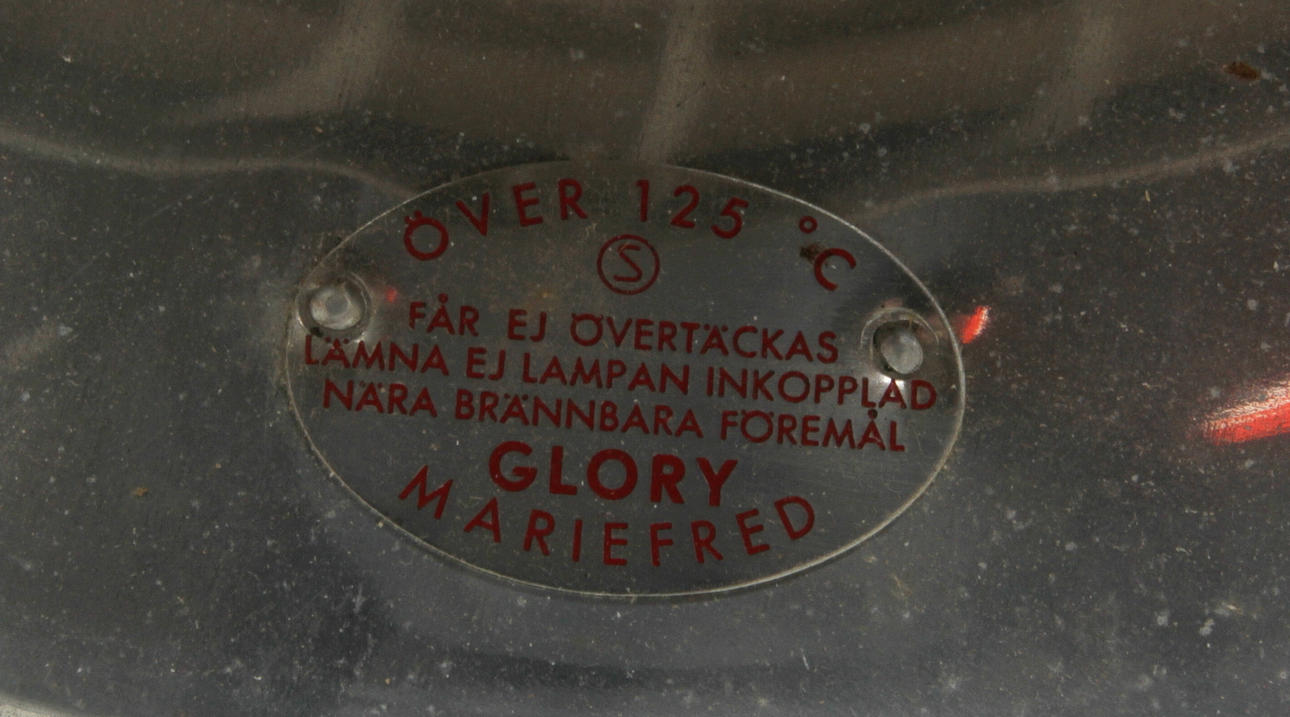 ÖVER 125 °C
S
FÅR EJ ÖVERTÄCKAS
LÄMNA EJ LAMPAN INKOPPLAD
NÄRA BRÄNNBARA FÖREMÅL
GLORY
MARIEFRED